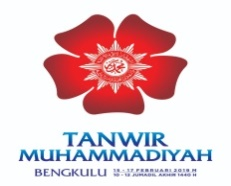 TANWIR
MUHAMMADIYAH
BENGKULU 15 - 17 FEBRUARI 2019 M
10 - 12 JUMADIL AKHIR 1440 H